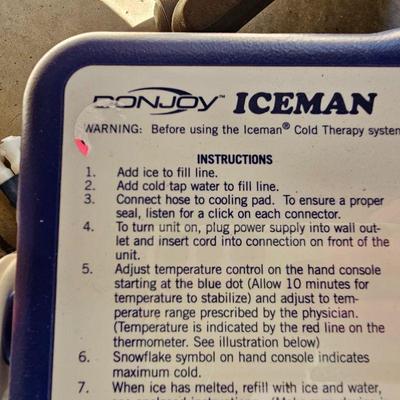 DONJOY™ ICEMAN
WARNING: Before using the Iceman® Cold Therapy system
INSTRUCTIONS
1. Add ice to fill line.
2. Add cold tap water to fill line.
3. Connect hose to cooling pad. To ensure a proper
seal, listen for a click on each connector.
4. To turn unit on, plug power supply into wall out-
let and insert cord into connection on front of the
unit.
5. Adjust temperature control on the hand console
starting at the blue dot (Allow 10 minutes for
temperature to stabilize) and adjust to tem-
perature range prescribed by the physician.
(Temperature is indicated by the red line on the
thermometer. See illustration below)
6. Snowflake symbol on hand console indicates
maximum cold.
7. When ice has melted, refill with ice and water,